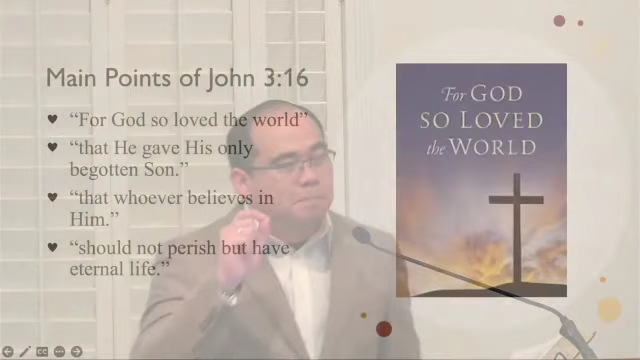 Main Points of John 3:16
“For God so loved the world”
“that He gave His only
begotten Son.”
“that whoever believes in
Him.”
“should not perish but have
eternal life.”
For GOD
SO LOVED
the WORLD